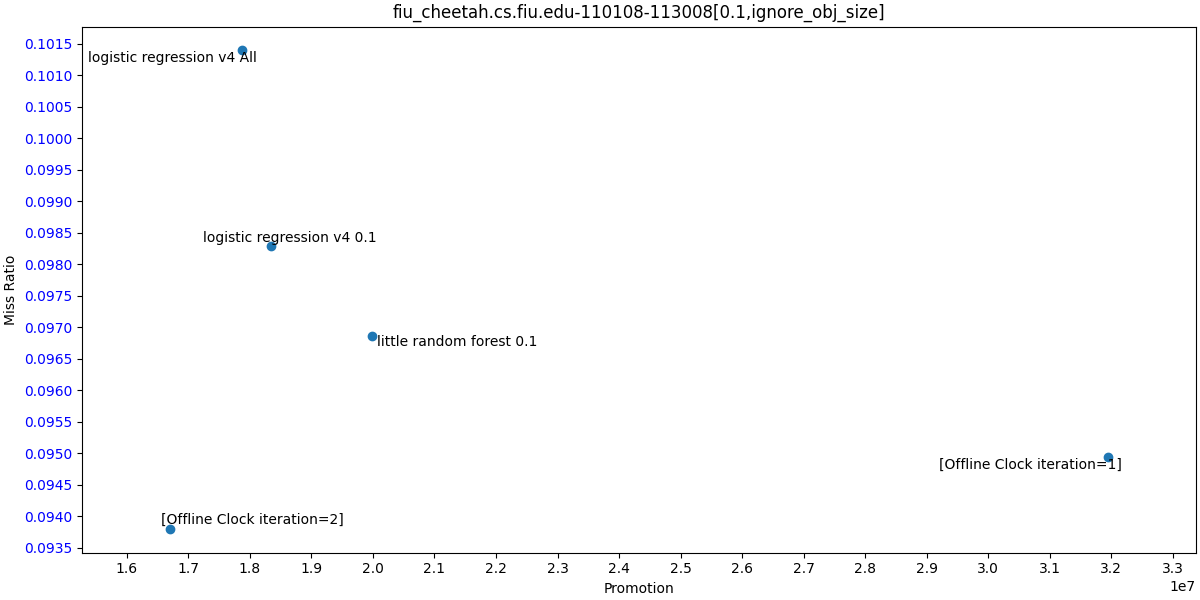 fiu_cheetah.cs.fiu.edu-110108-113008[0.1,ignore_obj_size]
Miss Ratio
0.1015
0.1010
0.1005
0.1000
0.0995
0.0990
0.0985
0.0980
0.0975
0.0970
0.0965
0.0960
0.0955
0.0950
0.0945
0.0940
0.0935
logistic regression v4 All
logistic regression v4 0.1
little random forest 0.1
[Offline Clock iteration=1]
[Offline Clock iteration=2]
1.6 1.7 1.8 1.9 2.0 2.1 2.2 2.3 2.4 2.5 2.6 2.7 2.8 2.9 3.0 3.1 3.2 3.3
1e7
Promotion